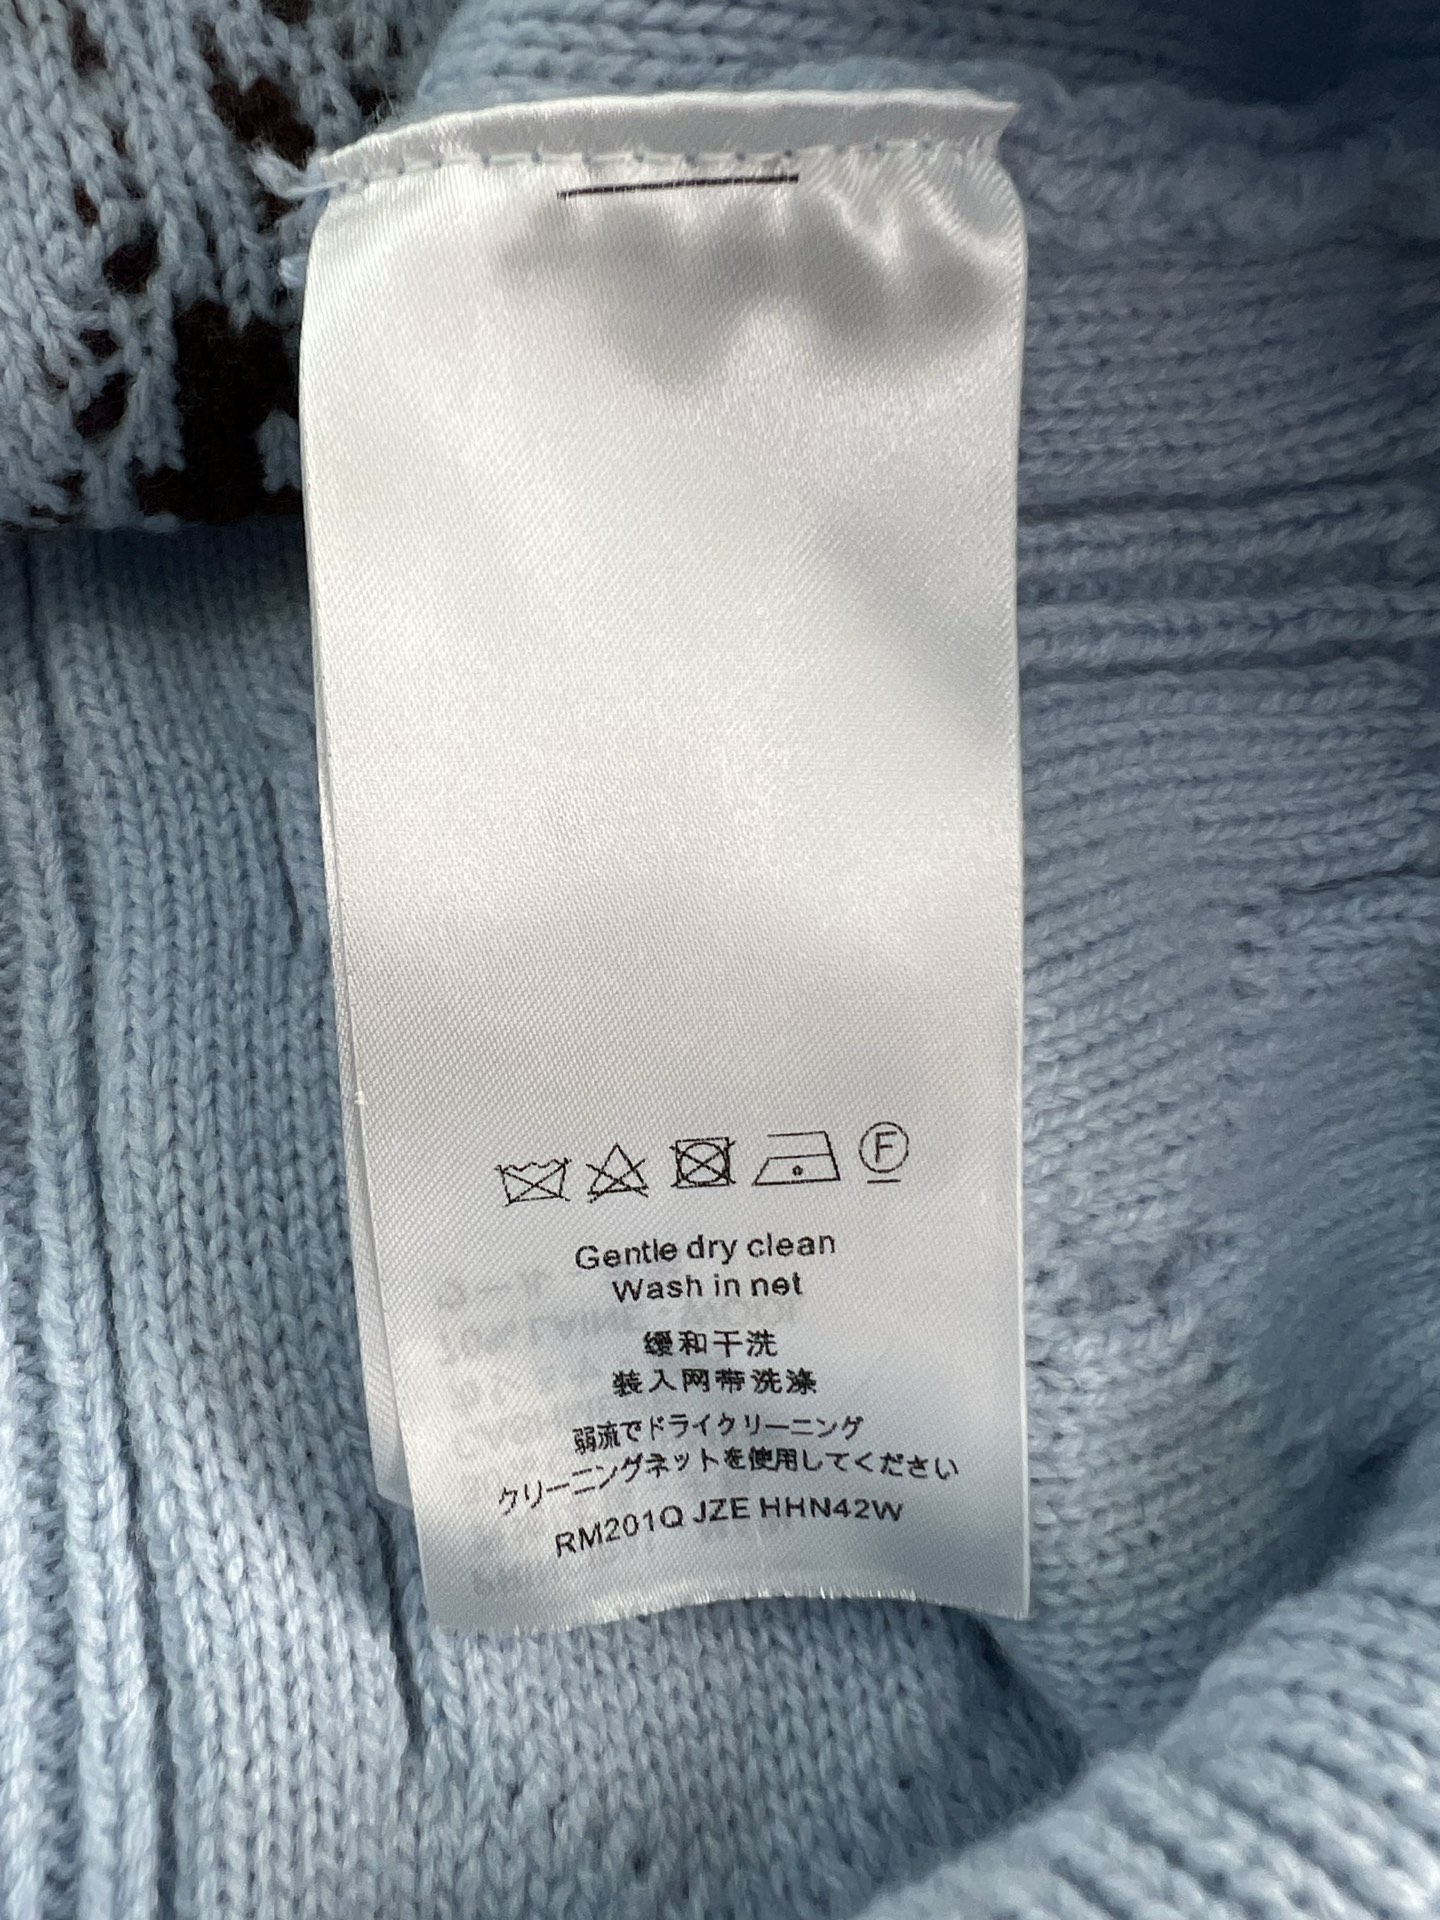 F
Gentle dry clean
Wash in net
缓和干洗
装入网带洗涤
弱流でドライクリーニング
クリーニングネットを使用してください
RM201Q JZE HHN42W